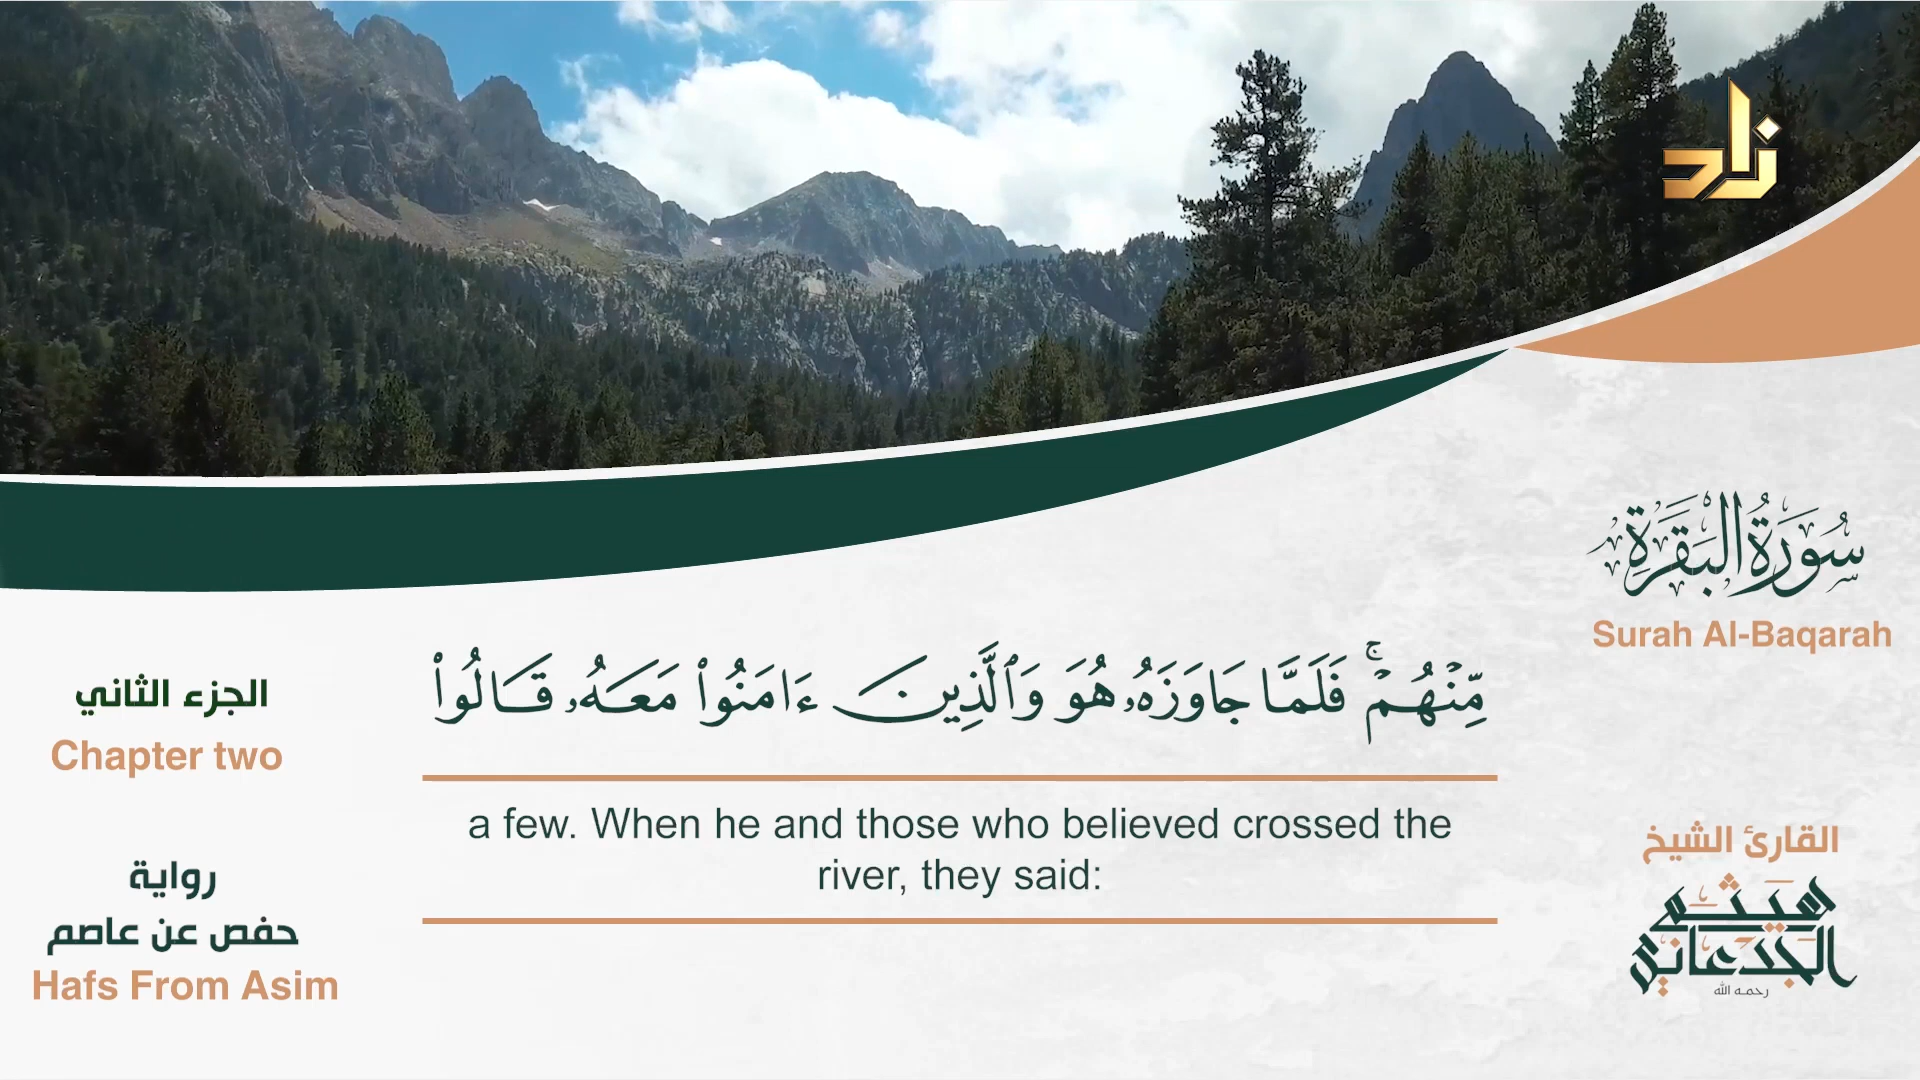 زاد
سُورَةُ الْبَقَرَةِ
Surah Al-Baqarah
مِّنْهُمْۚ فَلَمَّا جَاوَزَهُۥ هُوَ وَٱلَّذِينَ ءَامَنُوا۟ مَعَهُۥ قَالُوا۟
a few. When he and those who believed crossed the
river, they said:
الجزء الثاني
Chapter two
رواية
حفص عن عاصم
Hafs From Asim
القارئ الشيخ
هيثم
الجدعاني
رحمه الله